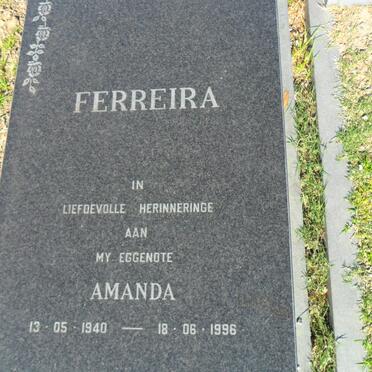 FERREIRA
IN
LIEFDEVOLLE HERINNERINGE
AAN
MY EGGENOTE
AMANDA
13 · 05 · 1940 — 18 · 06 · 1996